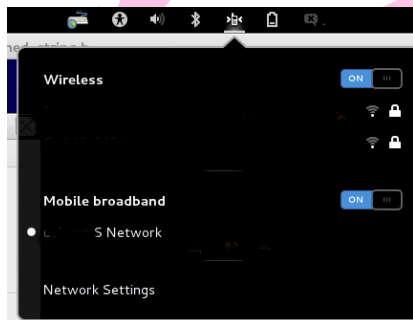 Wireless
ON
Mobile broadband
ON
S Network
Network Settings